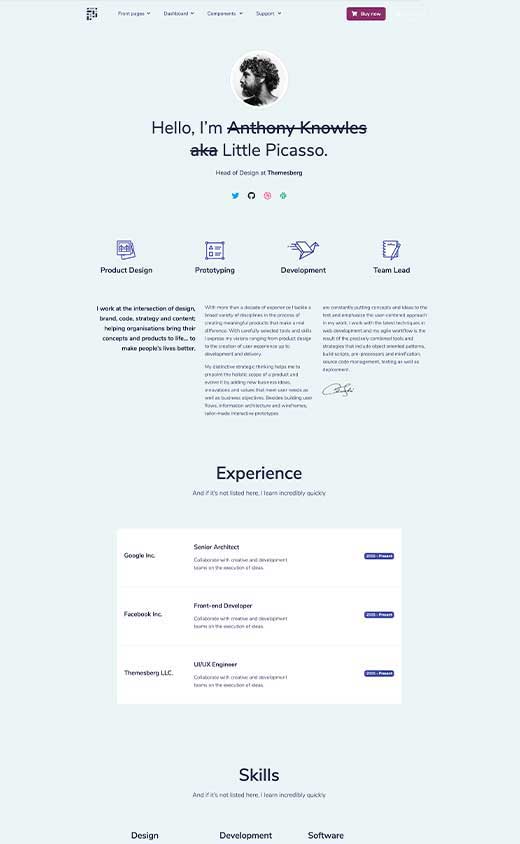 Front pages Dashboard Components Support Buy now
Hello, I'm Anthony Knowles
aka Little Picasso.
Head of Design at Themesberg
Product Design Prototyping Development Team Lead
I work at the intersection of design,
brand, code, strategy and content;
helping organisations bring their
concepts and products to life... to
make people's lives better.
With more than a decade of experience I tackle a
broad variety of disciplines in the process of
creating meaningful products that make a real
difference. With carefully selected tools and skills
I express my visions ranging from product design
to the creation of user experience up to
development and delivery.
My distinctive strategic thinking helps me to
pinpoint the holistic scope of a product and
evolve it by adding new business ideas,
innovations and values that meet user needs as
well as business objectives. Besides building user
flows, information architecture and wireframes,
tailor-made interactive prototypes
are constantly putting concepts and ideas to the
test and emphasize the user-centered approach
in my work. I work with the latest techniques in
web development and my agile workflow is the
result of the precisely combined tools and
strategies that include object oriented patterns,
build scripts, pre-processors and minification,
source code management, testing as well as
deployment.
Experience
And if it's not listed here, I learn incredibly quickly
Google Inc.
Senior Architect
Collaborate with creative and development
teams on the execution of ideas.
Present
Facebook Inc.
Front-end Developer
Collaborate with creative and development
teams on the execution of ideas.
Present
Themesberg LLC.
UI/UX Engineer
Collaborate with creative and development
teams on the execution of ideas.
Present
Skills
And if it's not listed here, I learn incredibly quickly
Design Development Software